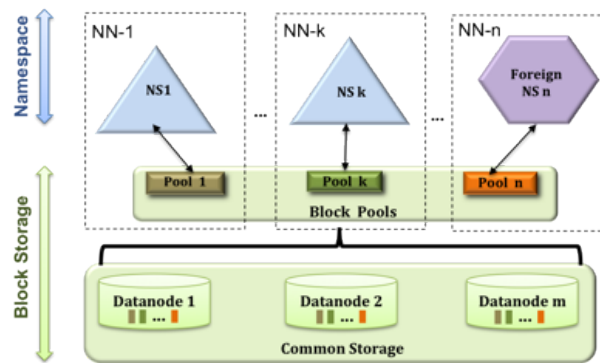 NN-1
NN-k
NN-n
Namespace
NS1
NS k
Foreign
NS n
...
...
Pool 1
Pool k
Pool n
Block Pools
Block Storage
Datanode 1
Datanode 2
Datanode m
...
...
...
Common Storage